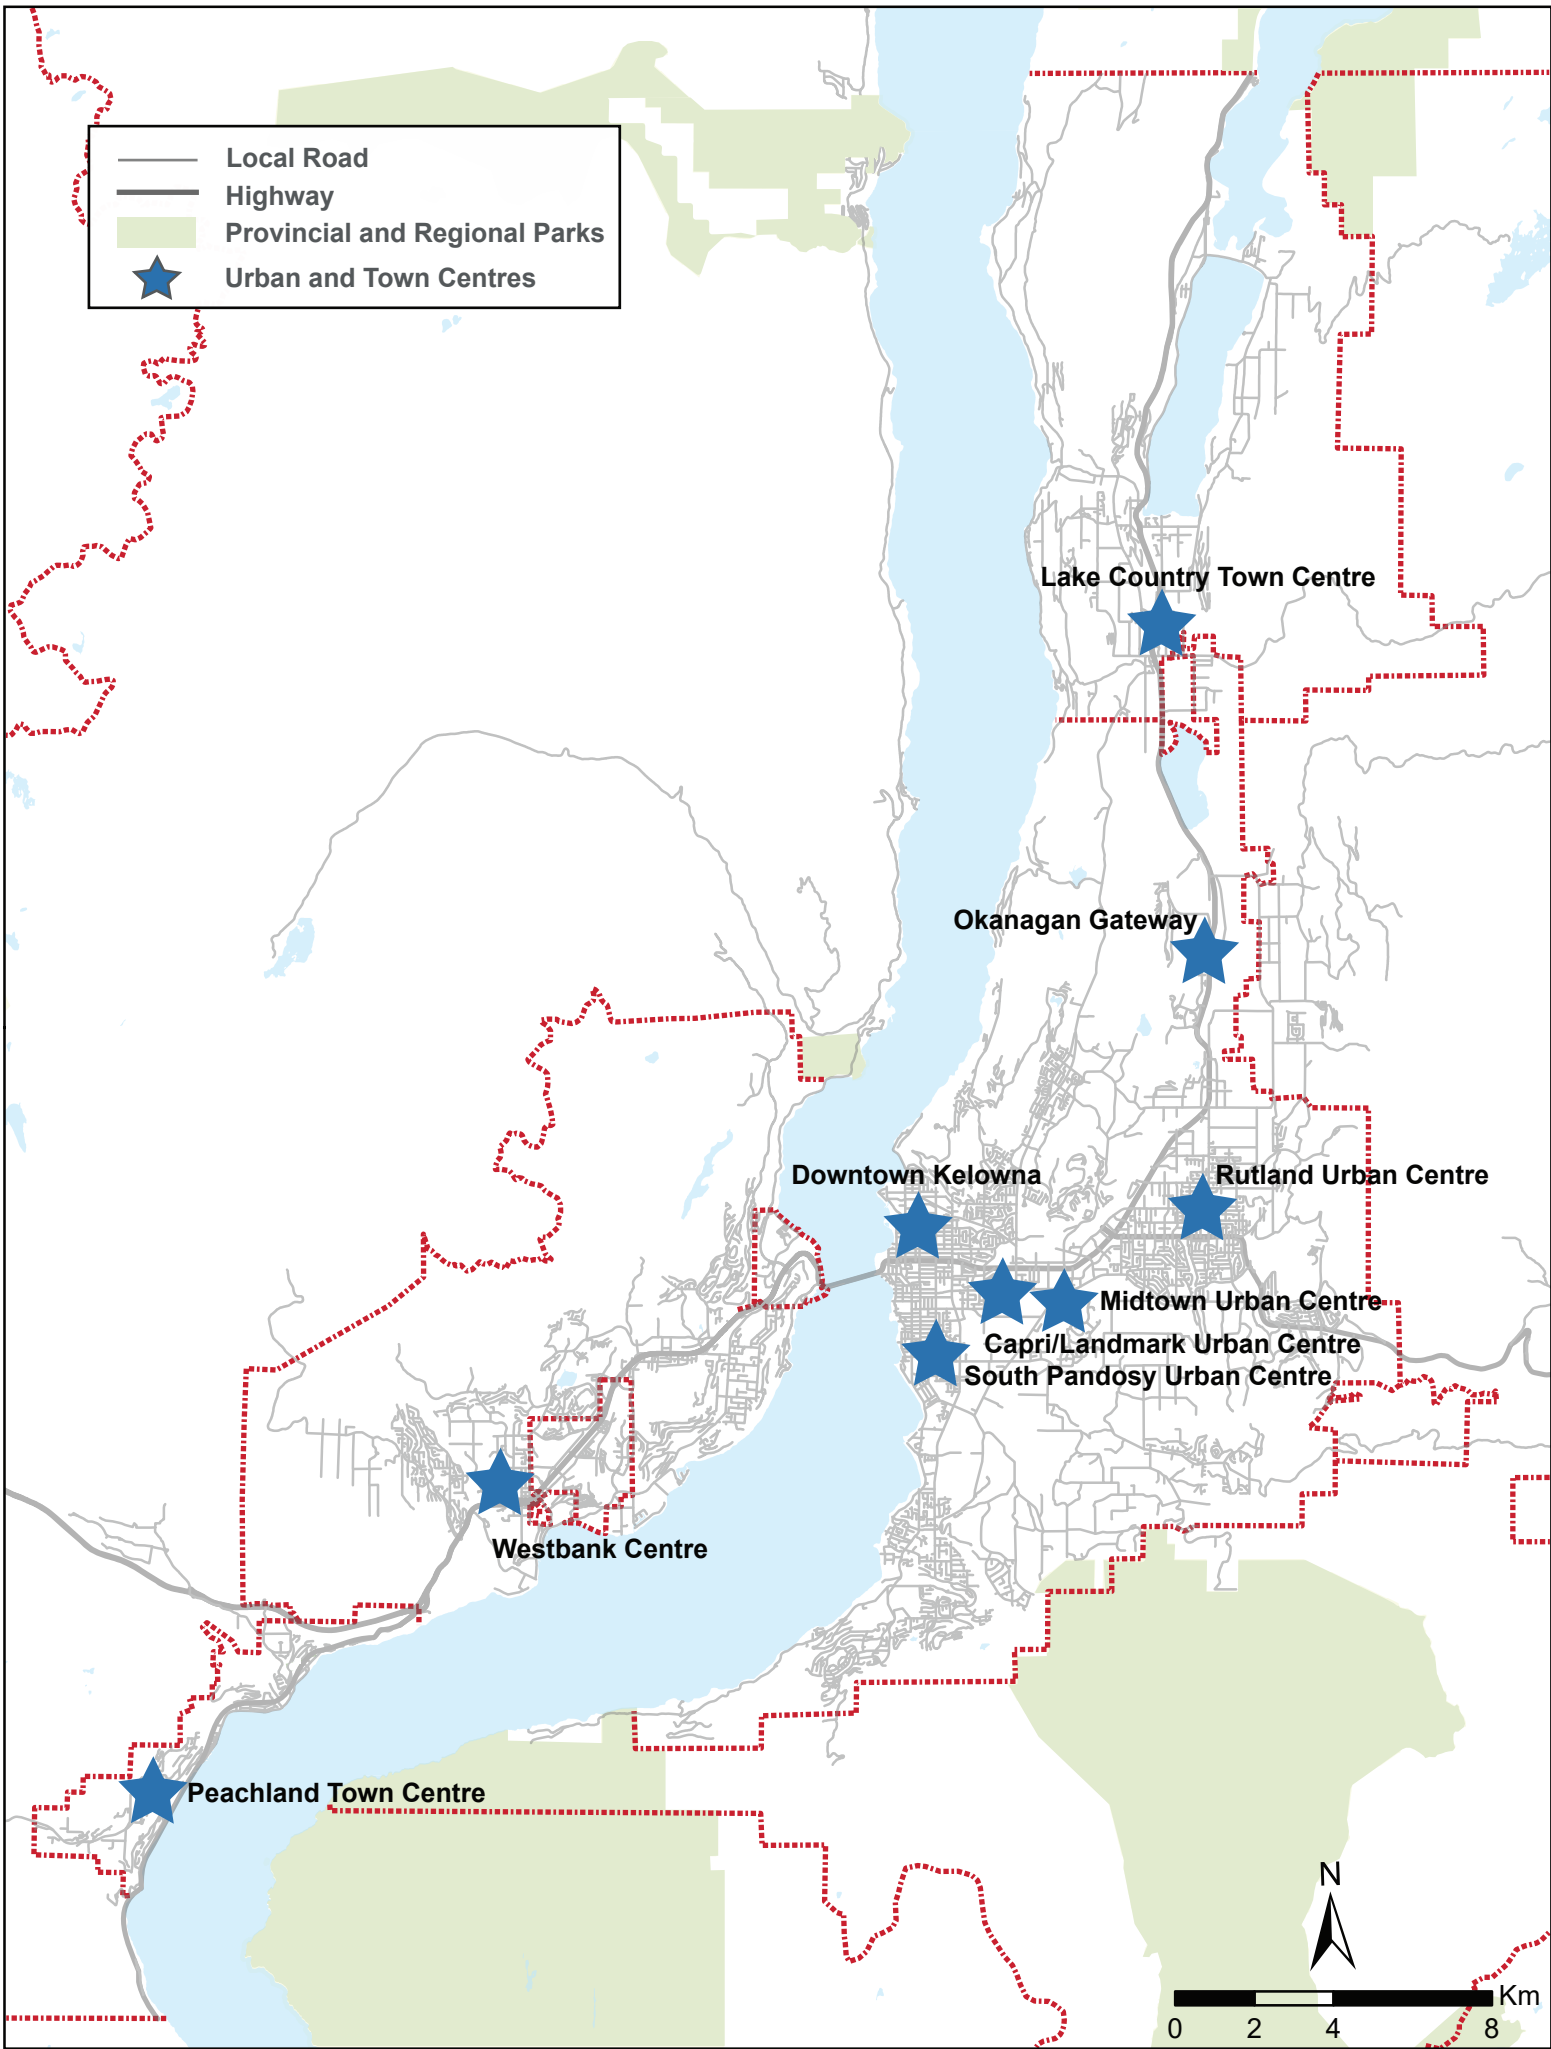 Local Road
Highway
Provincial and Regional Parks
Urban and Town Centres
Lake Country Town Centre
Okanagan Gateway
Downtown Kelowna
Rutland Urban Centre
Midtown Urban Centre
Capri/Landmark Urban Centre
South Pandosy Urban Centre
Westbank Centre
Peachland Town Centre
N
Km
0 2 4 8